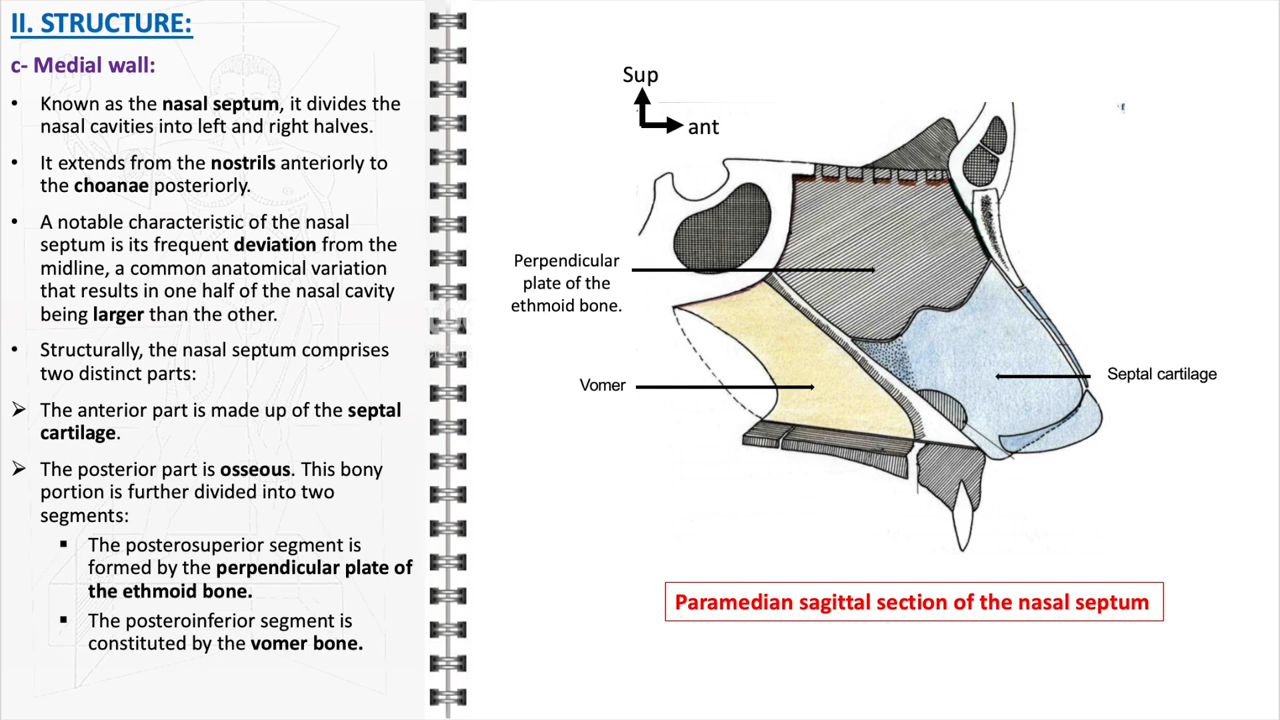 II. STRUCTURE:
c- Medial wall:
• Known as the nasal septum, it divides the
nasal cavities into left and right halves.
• It extends from the nostrils anteriorly to
the choanae posteriorly.
• A notable characteristic of the nasal
septum is its frequent deviation from the
midline, a common anatomical variation
that results in one half of the nasal cavity
being larger than the other.
• Structurally, the nasal septum comprises
two distinct parts:
➢ The anterior part is made up of the septal
cartilage.
➢ The posterior part is osseous. This bony
portion is further divided into two
segments:
▪ The posterosuperior segment is
formed by the perpendicular plate of
the ethmoid bone.
▪ The posteroinferior segment is
constituted by the vomer bone.
Sup
ant
Perpendicular
plate of the
ethmoid bone.
Vomer
Septal cartilage
Paramedian sagittal section of the nasal septum